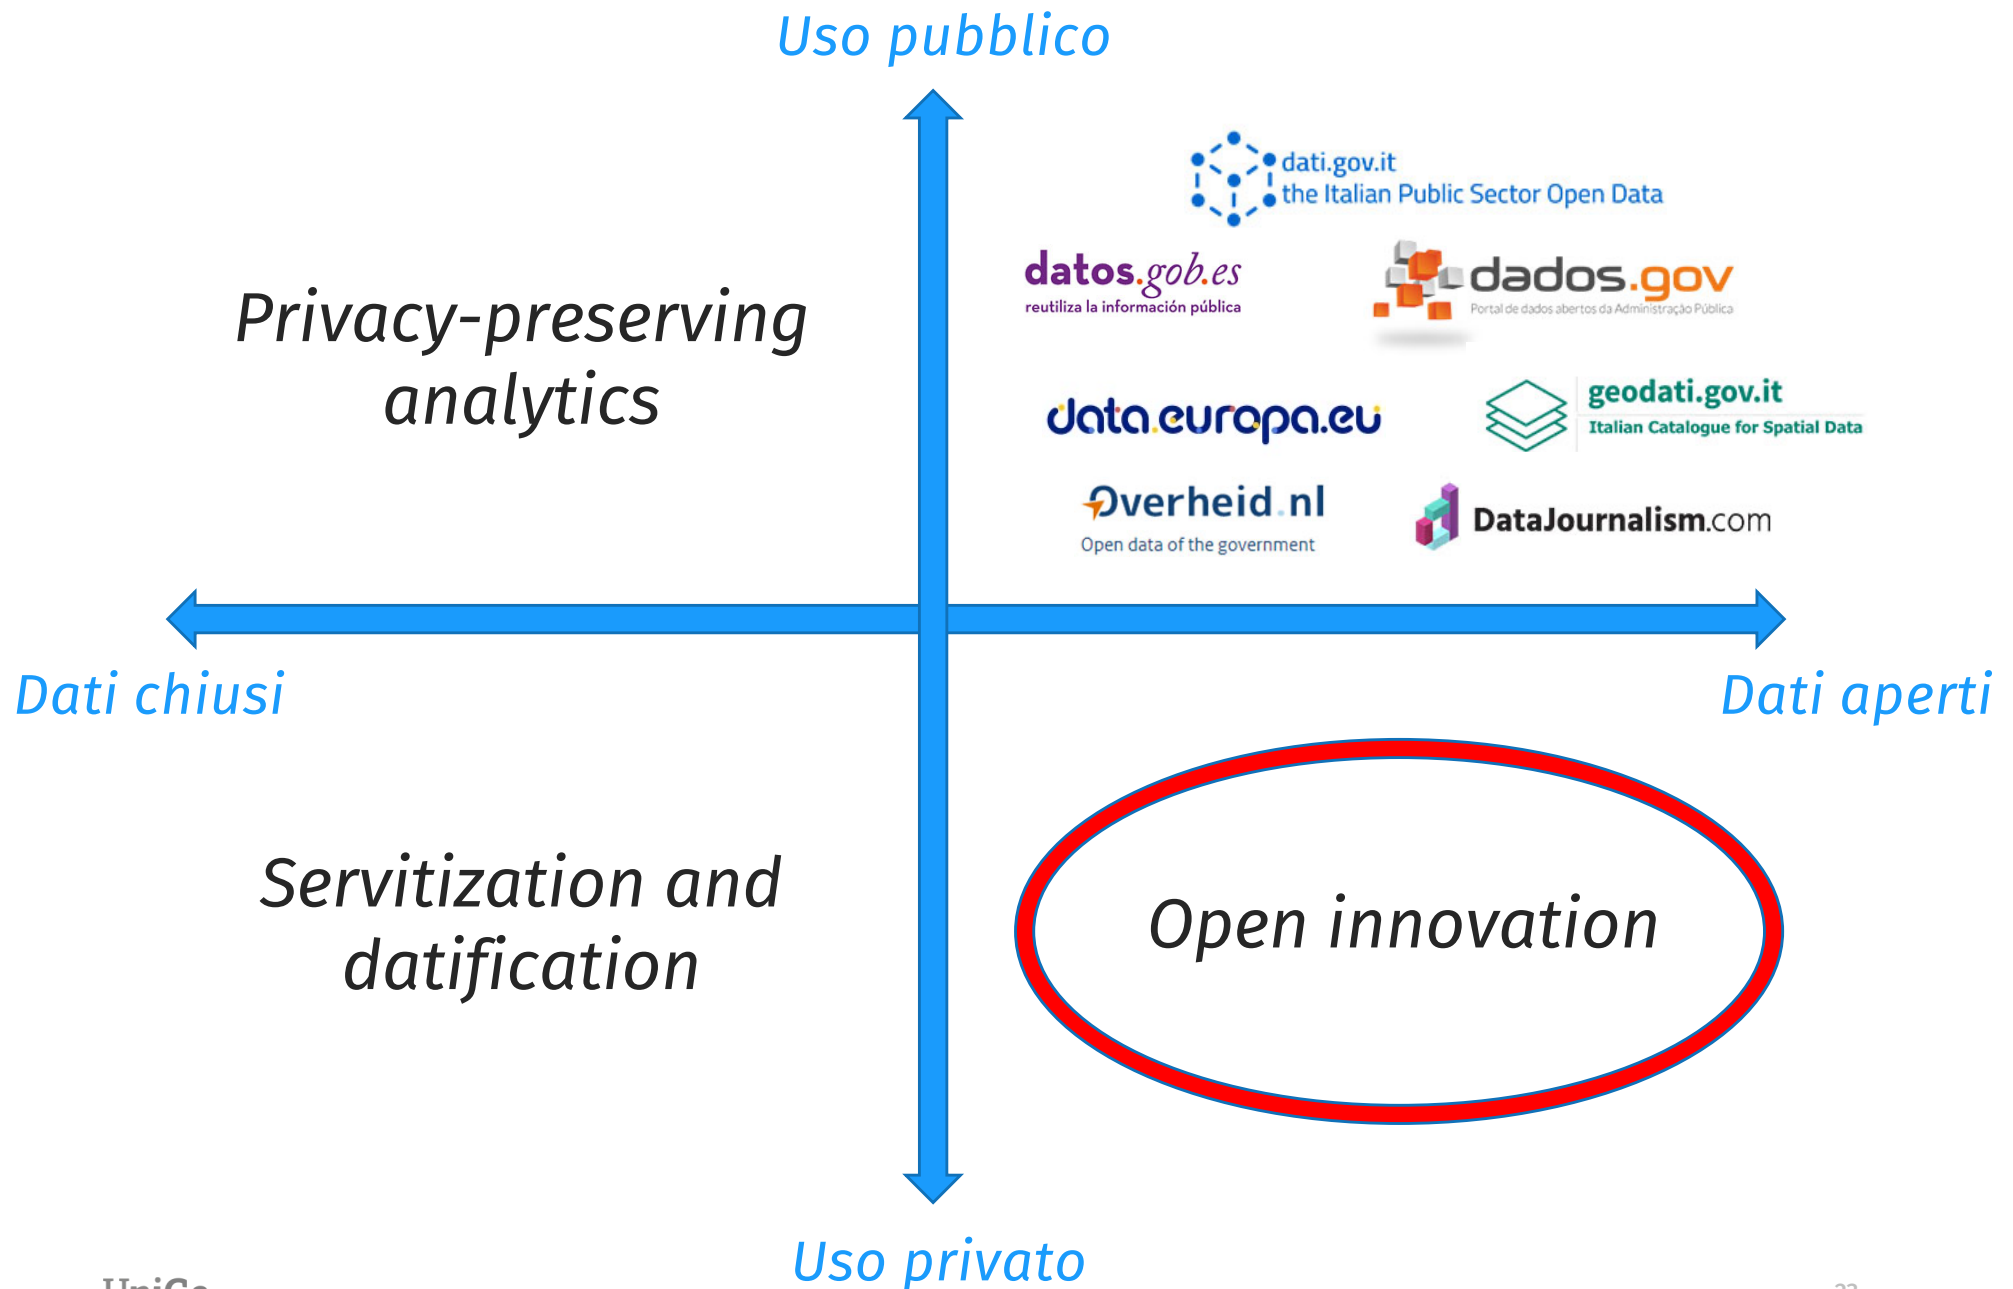 Uso pubblico
dati.gov.it
the Italian Public Sector Open Data
datos.gob.es
reutiliza la información pública
dados.gov
Portal de dados abertos da Administração Pública
Privacy-preserving
analytics
data.europa.eu
geodati.gov.it
Italian Catalogue for Spatial Data
Overheid.nl
Open data of the government
DataJournalism.com
Dati chiusi
Dati aperti
Servitization and
datification
Open innovation
Uso privato